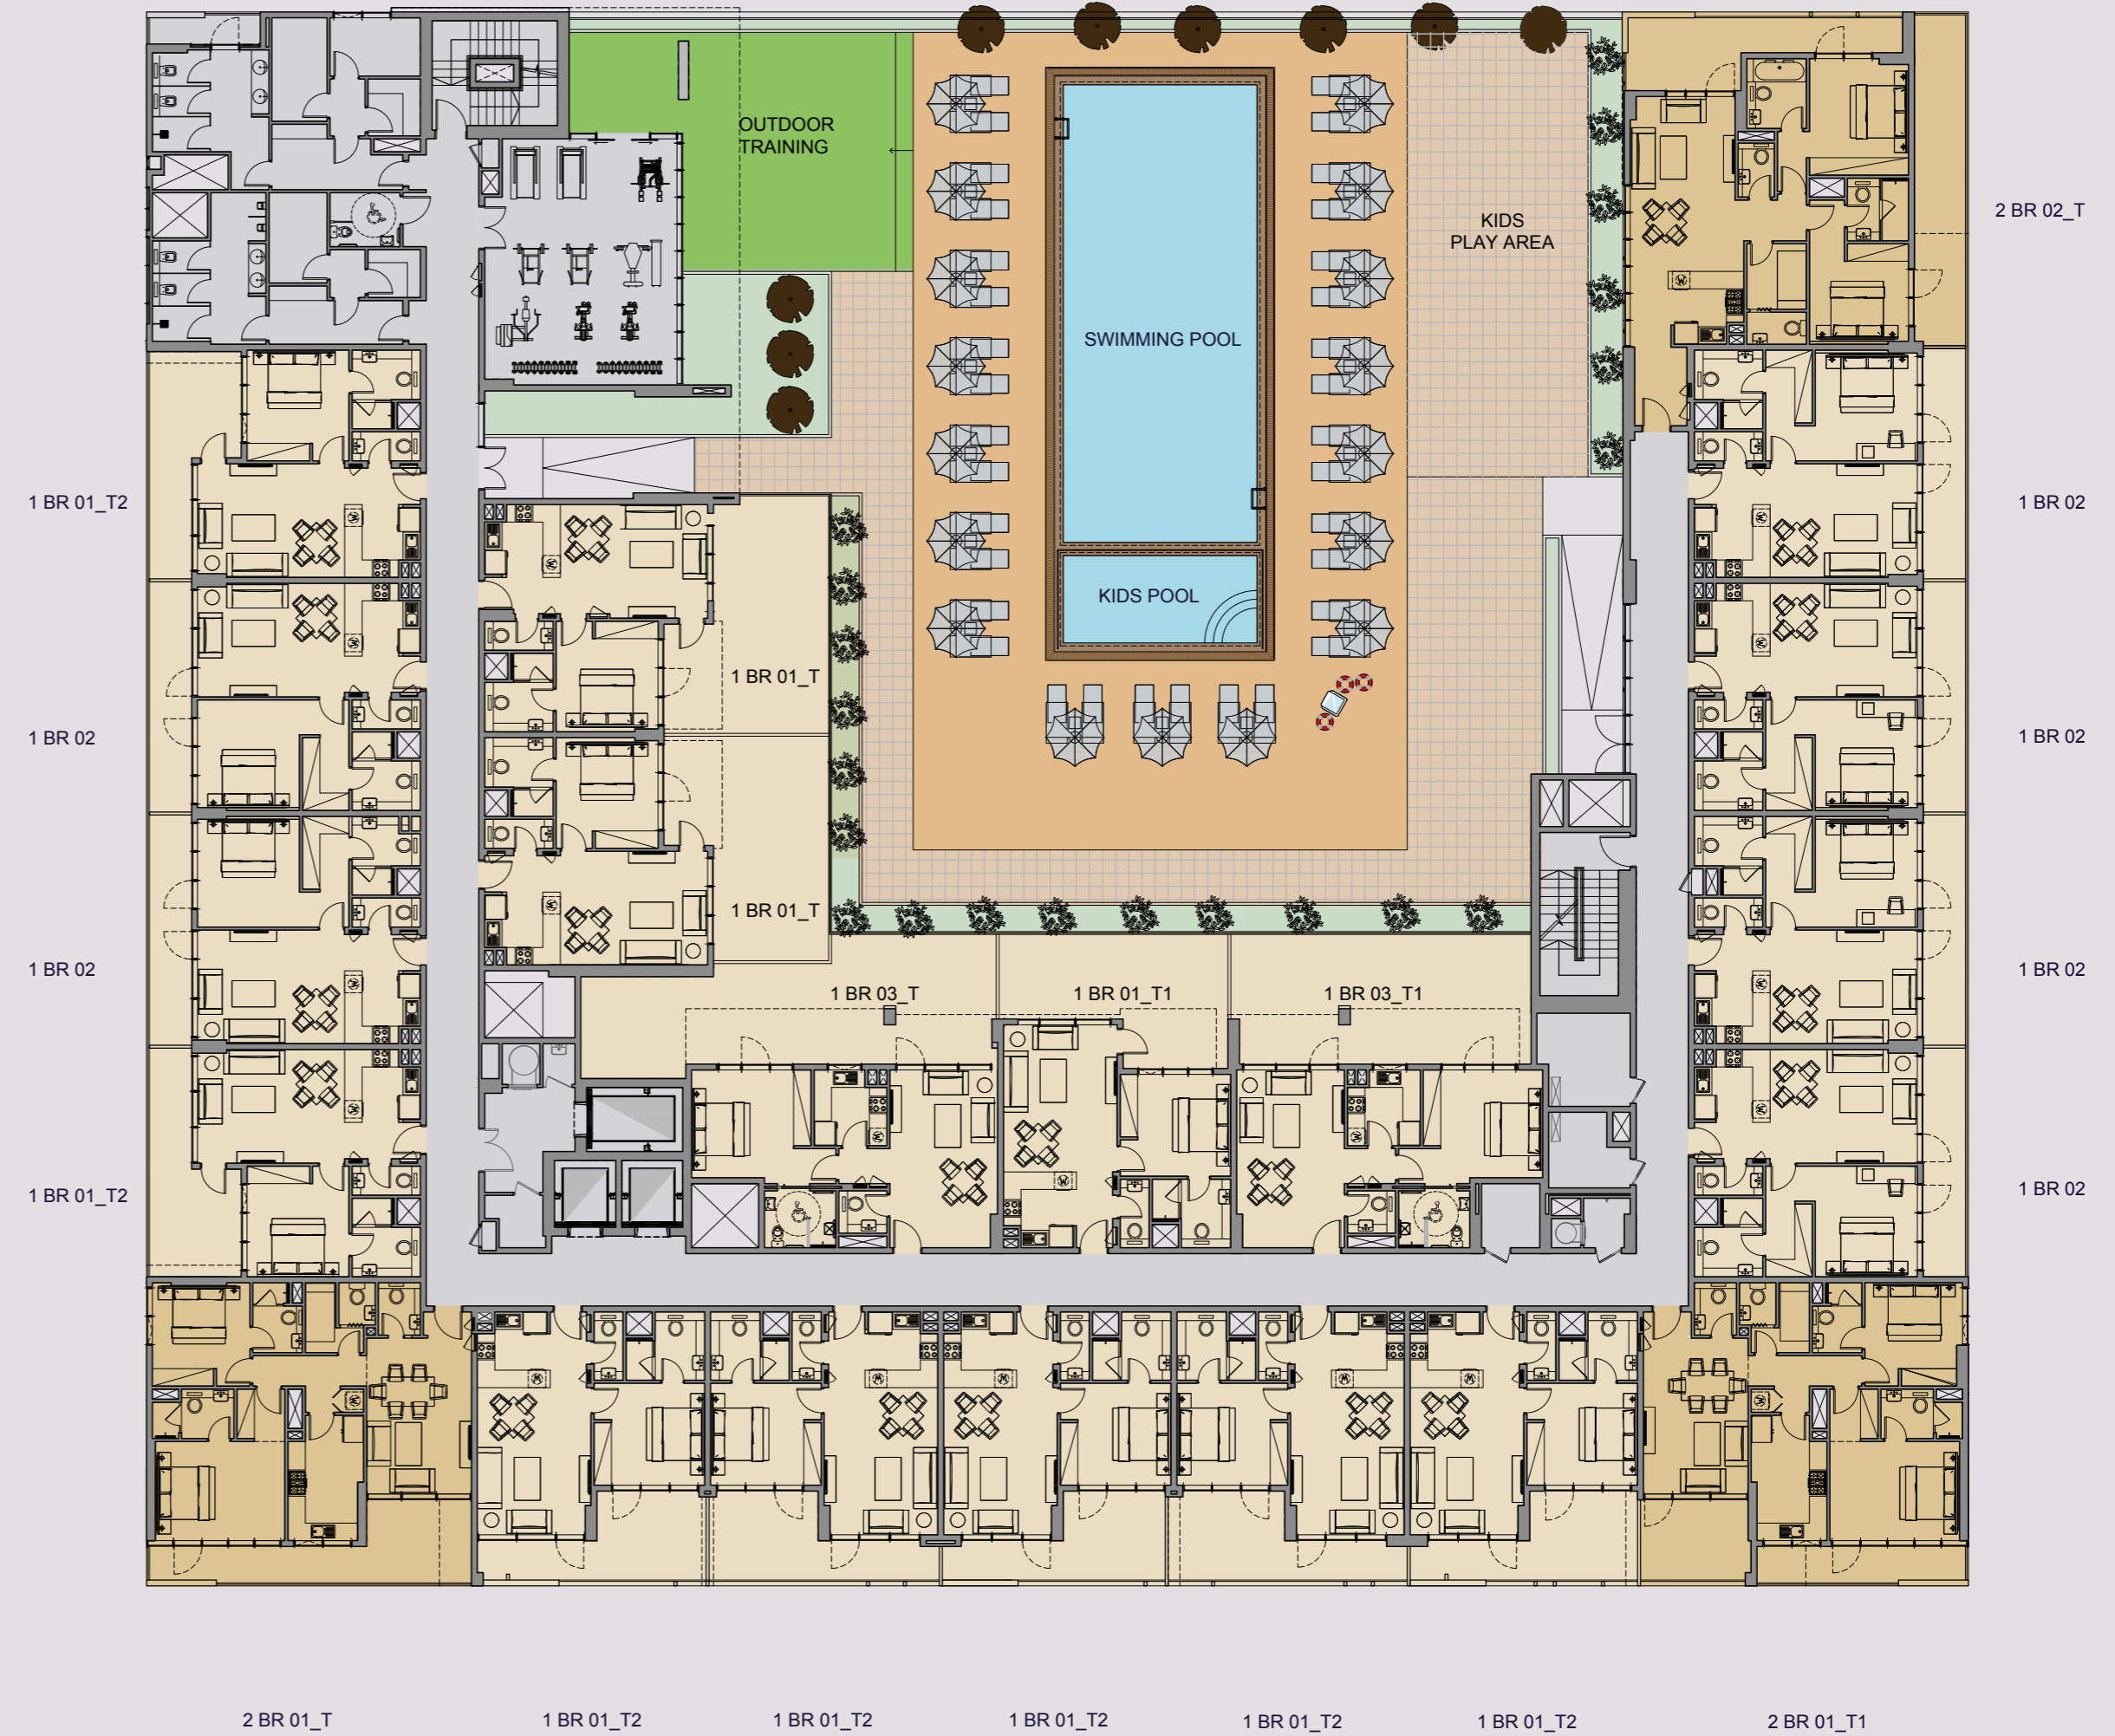 OUTDOOR
TRAINING
KIDS
PLAY AREA
2 BR 02_T
SWIMMING POOL
1 BR 01_T2
1 BR 02
KIDS POOL
1 BR 01_T
1 BR 02
1 BR 02
1 BR 01_T
1 BR 02
1 BR 02
1 BR 03_T
1 BR 01_T1
1 BR 03_T1
1 BR 01_T2
1 BR 02
2 BR 01_T
1 BR 01_T2
1 BR 01_T2
1 BR 01_T2
1 BR 01_T2
1 BR 01_T2
2 BR 01_T1